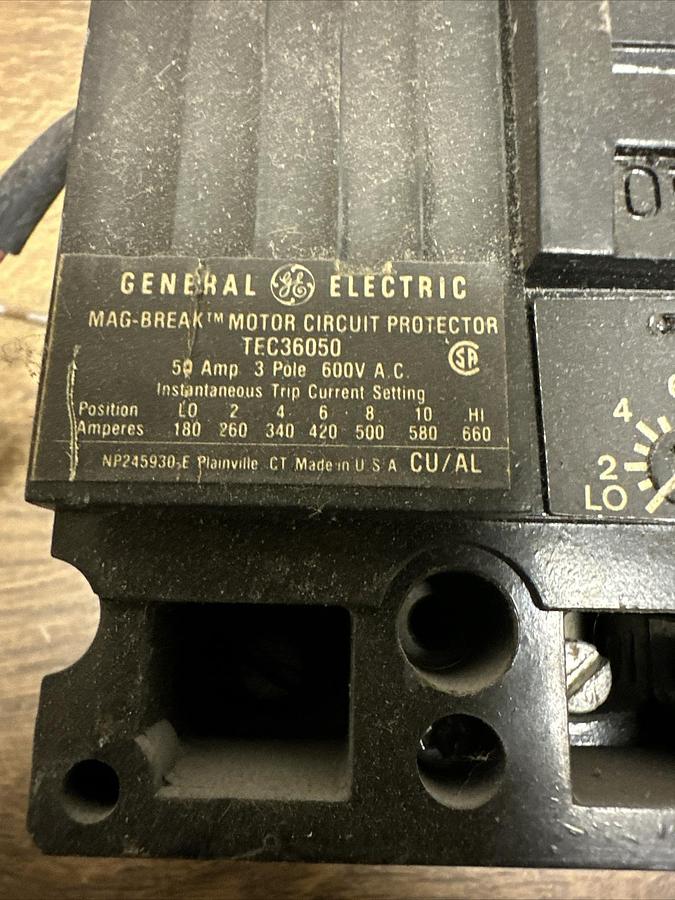 GENERAL GE ELECTRIC
MAG-BREAK™ MOTOR CIRCUIT PROTECTOR
TEC36050
SA
50 Amp 3 Pole 600V A.C.
Instantaneous Trip Current Setting
Position LO 2 4 6 8 10 HI
Amperes 180 260 340 420 500 580 660
NP245930-E Plainville CT Made in U S A CU/AL
4
2
LO